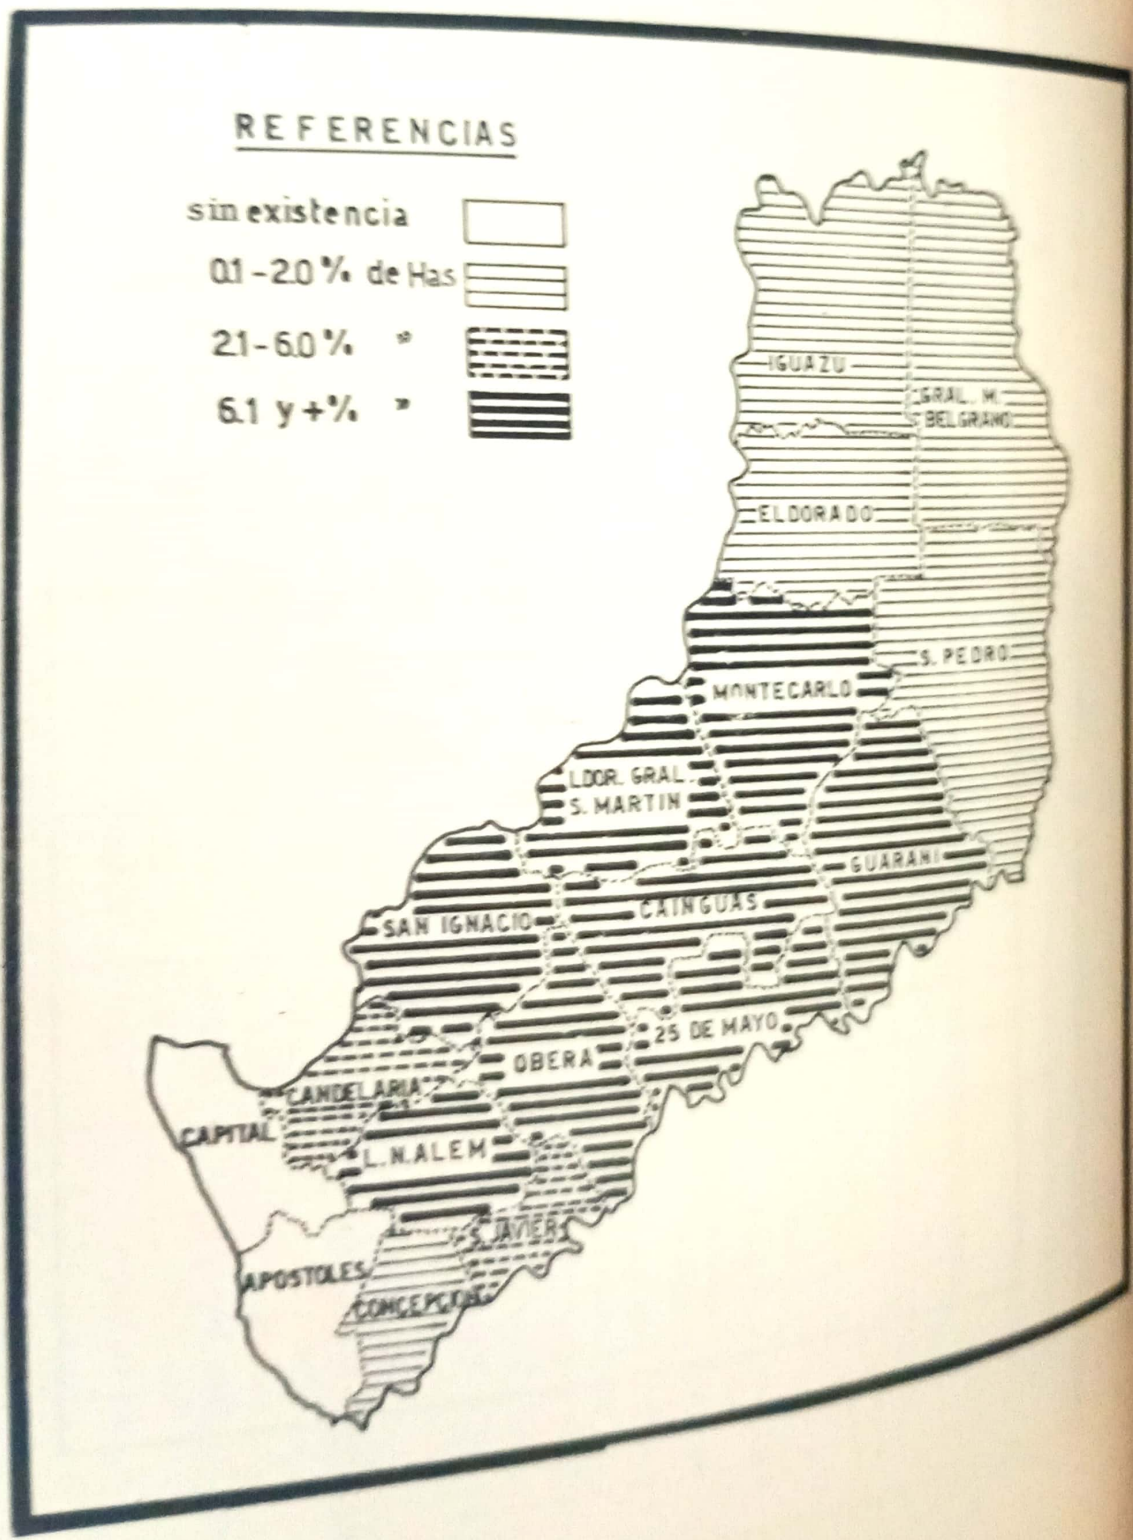 REFERENCIAS
sin existencia
0.1-2.0% de Has
2.1-6.0% "
6.1 y +% "
IGUAZU
GRAL. M.
BELGRANO
ELDORADO
S. PEDRO
MONTECARLO
LDOR. GRAL.
S. MARTIN
GUARANI
CAINGUAS
SAN IGNACIO
25 DE MAYO
OBERA
CANDELARIA
CAPITAL
L.N.ALEM
JAVIER
APOSTOLES
CONCEPCION